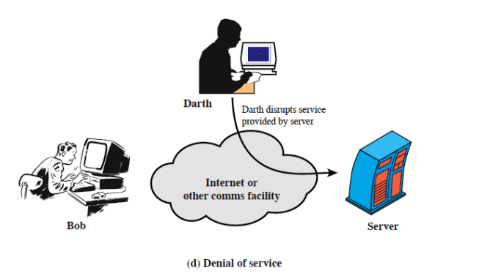 Darth
Darth disrupts service
provided by server
Internet or
other comms facility
Bob
Server
(d) Denial of service